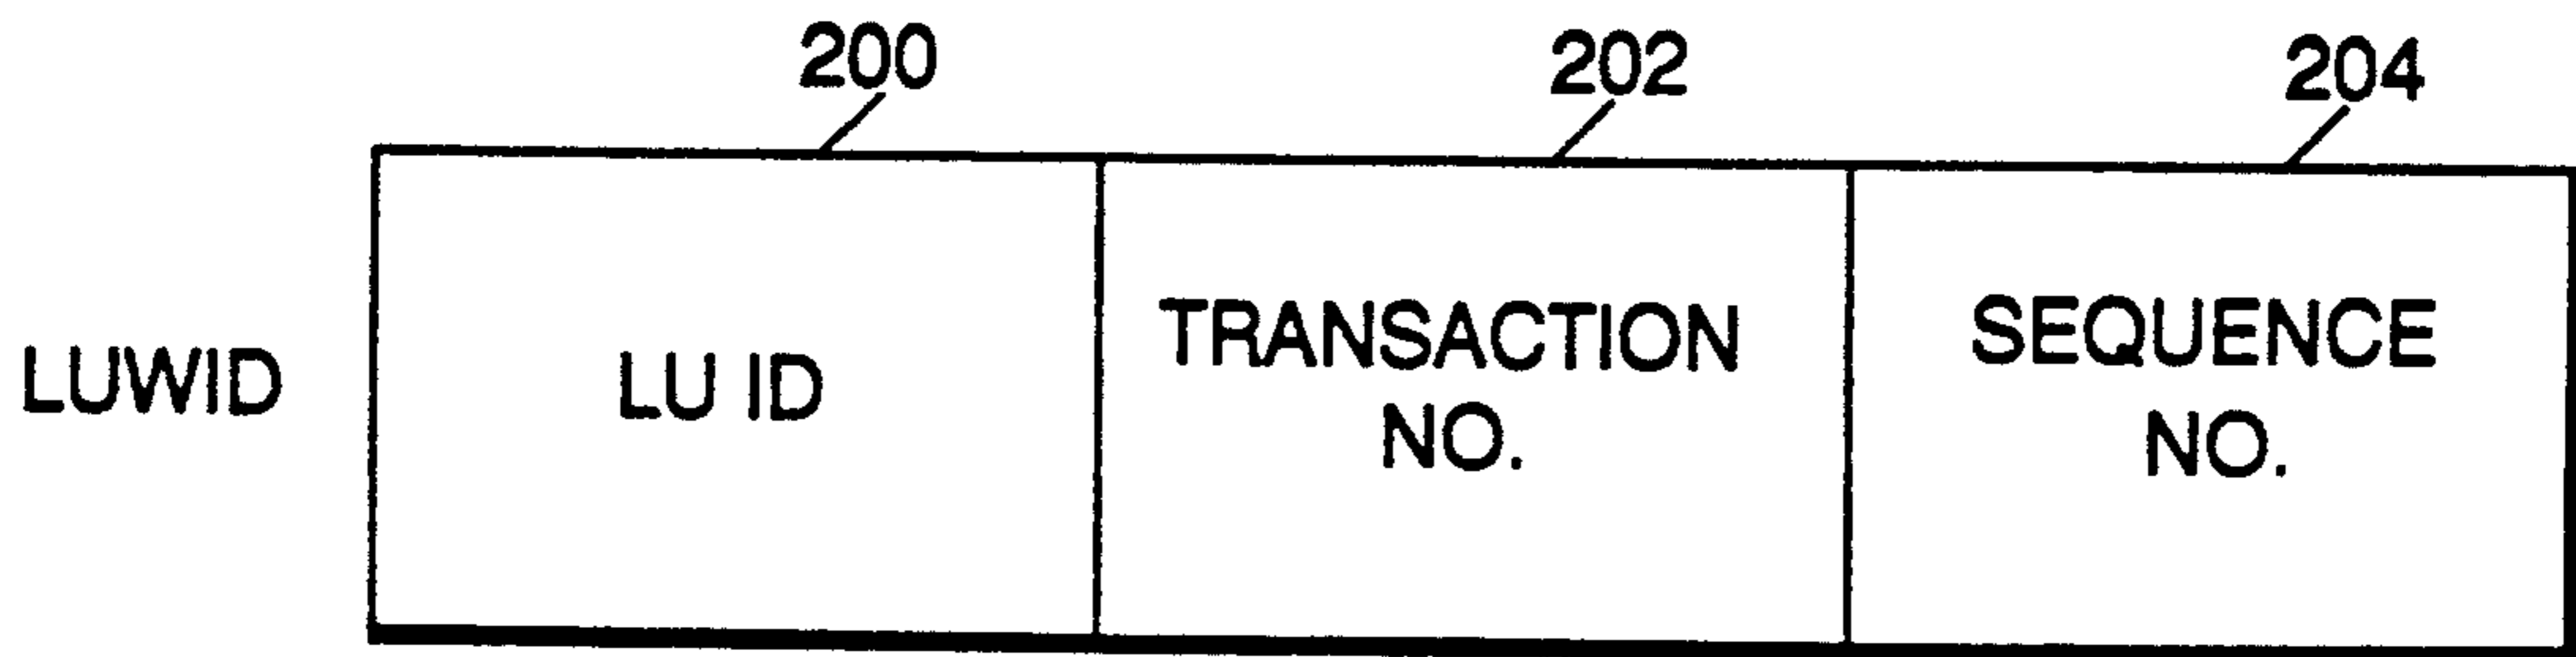 200 202 204
LUWID
LU ID
TRANSACTION
NO.
SEQUENCE
NO.